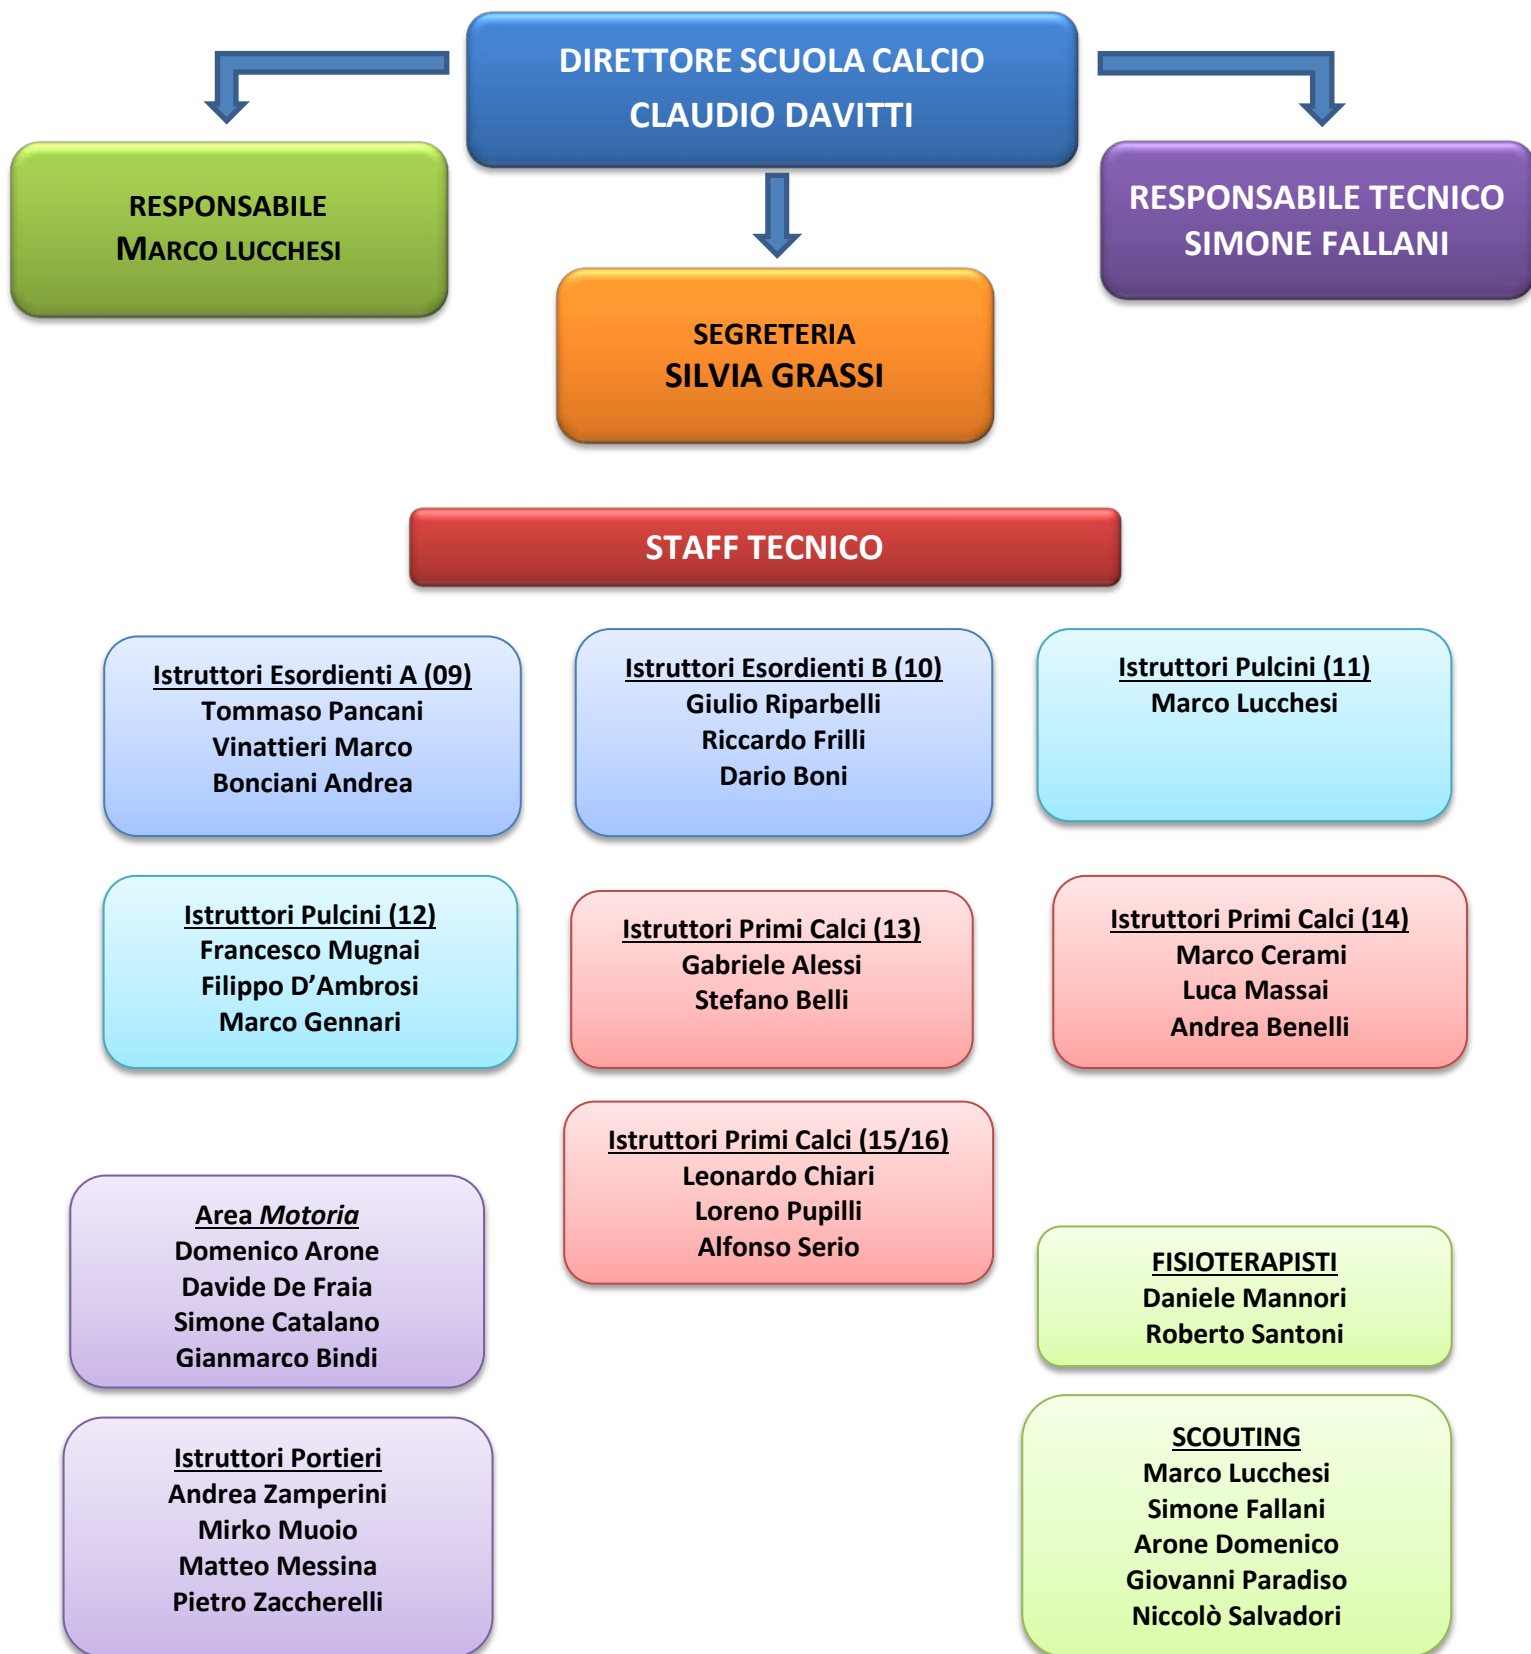 DIRETTORE SCUOLA CALCIO
CLAUDIO DAVITTI
RESPONSABILE
MARCO LUCCHESI
RESPONSABILE TECNICO
SIMONE FALLANI
SEGRETERIA
SILVIA GRASSI
STAFF TECNICO
Istruttori Esordienti A (09)
Tommaso Pancani
Vinattieri Marco
Bonciani Andrea
Istruttori Esordienti B (10)
Giulio Riparbelli
Riccardo Frilli
Dario Boni
Istruttori Pulcini (11)
Marco Lucchesi
Istruttori Pulcini (12)
Francesco Mugnai
Filippo D’Ambrosi
Marco Gennari
Istruttori Primi Calci (13)
Gabriele Alessi
Stefano Belli
Istruttori Primi Calci (14)
Marco Cerami
Luca Massai
Andrea Benelli
Istruttori Primi Calci (15/16)
Leonardo Chiari
Loreno Pupilli
Alfonso Serio
Area Motoria
Domenico Arone
Davide De Fraia
Simone Catalano
Gianmarco Bindi
FISIOTERAPISTI
Daniele Mannori
Roberto Santoni
Istruttori Portieri
Andrea Zamperini
Mirko Muoio
Matteo Messina
Pietro Zaccherelli
SCOUTING
Marco Lucchesi
Simone Fallani
Arone Domenico
Giovanni Paradiso
Niccolò Salvadori